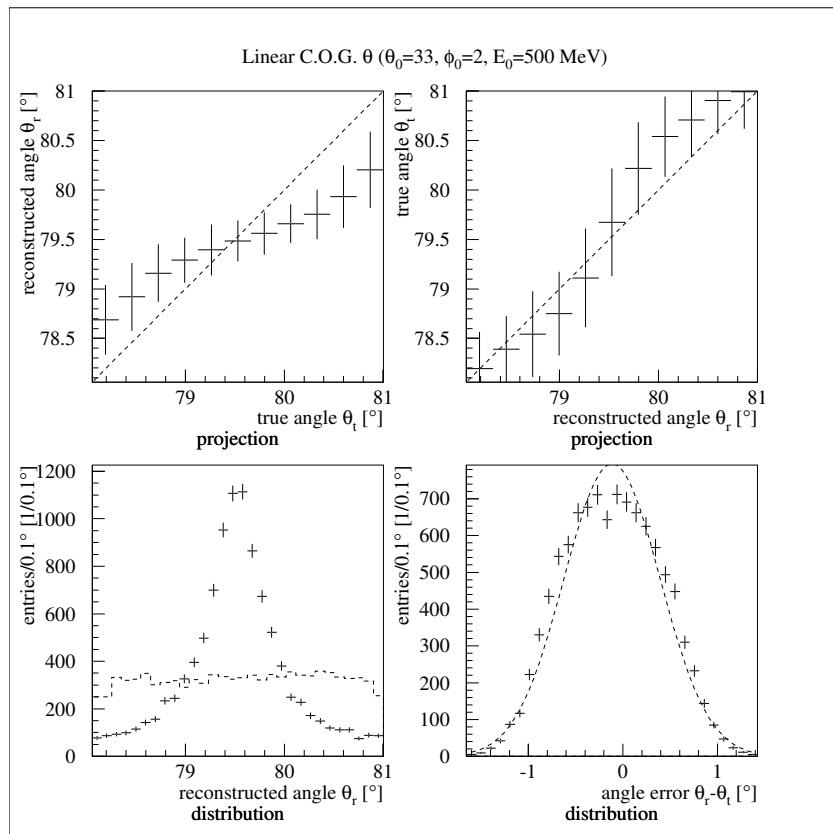 Linear C.O.G. θ (θ0=33, ϕ0=2, E0=500 MeV)
reconstructed angle θr [°]
81
80
79.5
79
78.5
79
80
81
true angle θt [°]
projection
true angle θt [°]
81
80
79.5
79
78.5
79
80
81
reconstructed angle θr [°]
projection
entries/0.1° [1/0.1°]
1200
1000
800
600
400
200
0
79
80
81
reconstructed angle θr [°]
distribution
entries/0.1° [1/0.1°]
700
600
500
400
300
200
100
0
-1
0
1
angle error θr-θt [°]
distribution